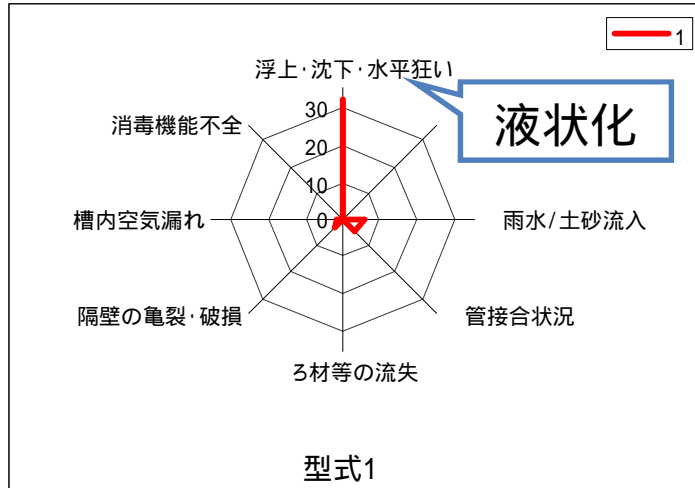 1
浮上・沈下・水平狂い
液状化
30
消毒機能不全
20
10
槽内空気漏れ
0
雨水/土砂流入
隔壁の亀裂・破損
管接合状況
ろ材等の流失
型式1